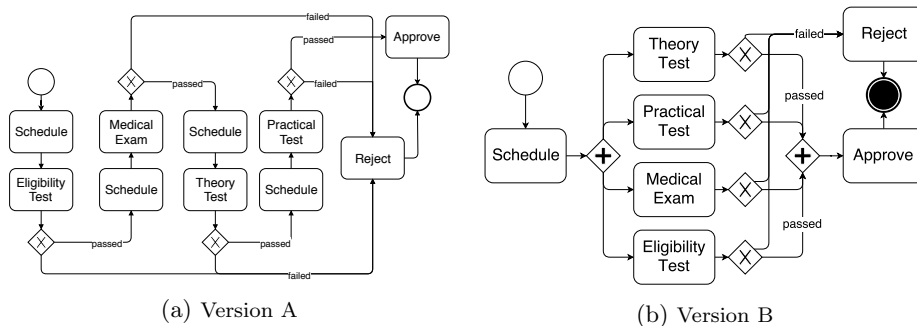 failed
passed
Approve
passed
failed
Schedule
Medical
Exam
Schedule
Practical
Test
Reject
Eligibility
Test
Schedule
Theory
Test
Schedule
passed
passed
failed
(a) Version A
Theory
Test
failed
Reject
Practical
Test
passed
Schedule
Approve
Medical
Exam
passed
Eligibility
Test
(b) Version B